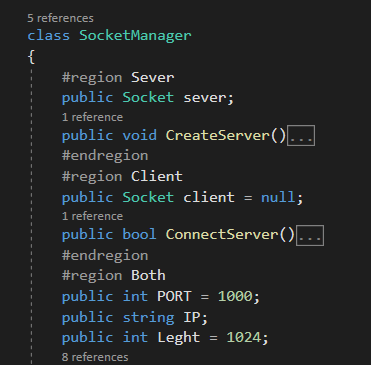 5 references
class SocketManager
{
#region Sever
public Socket sever;
1 reference
public void CreateServer()...
#endregion
#region Client
public Socket client = null;
1 reference
public bool ConnectServer()...
#endregion
#region Both
public int PORT = 1000;
public string IP;
public int Leght = 1024;
8 references